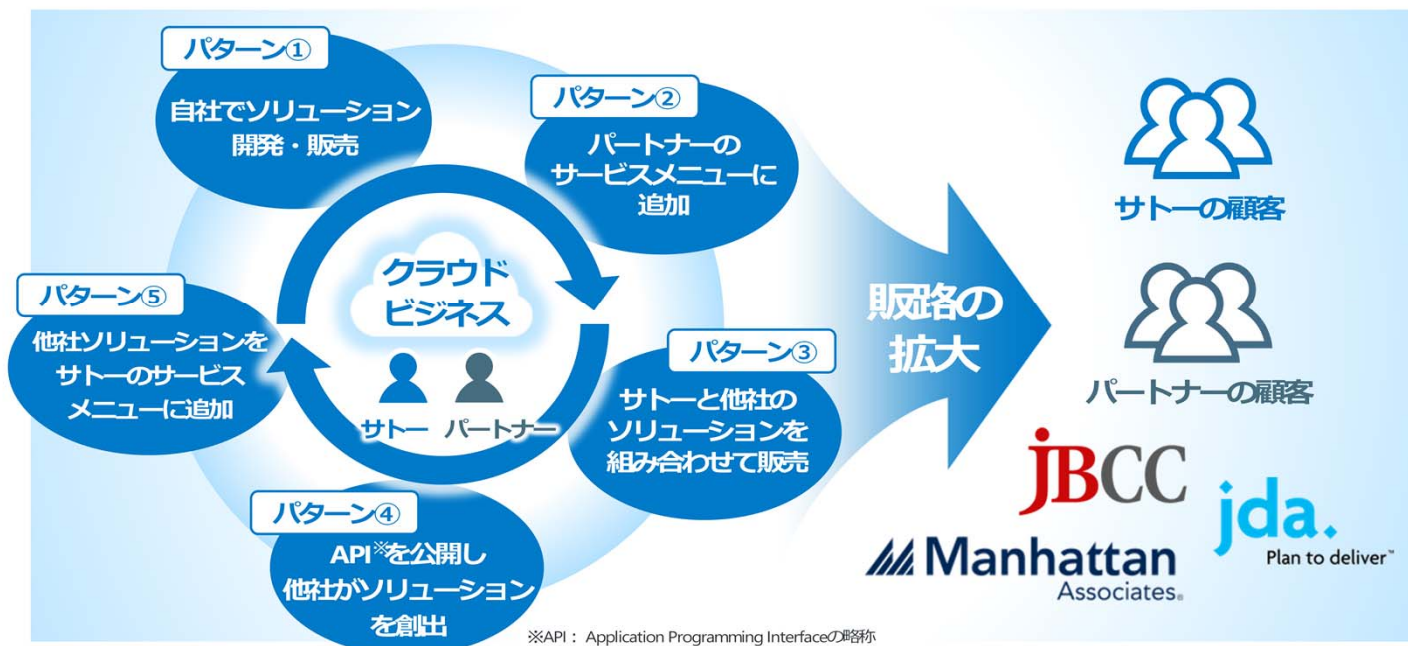 パターン①
自社でソリューション
開発・販売
パターン②
パートナーの
サービスメニューに
追加
パターン③
サトーと他社の
ソリューションを
組み合わせて販売
パターン④
API※を公開し
他社がソリューション
を創出
パターン⑤
他社ソリューションを
サトーのサービス
メニューに追加
クラウド
ビジネス
サトー パートナー
販路の
拡大
サトーの顧客
パートナーの顧客
JBCC
jda.
Plan to deliver™
Manhattan
Associates®
※API： Application Programming Interfaceの略称